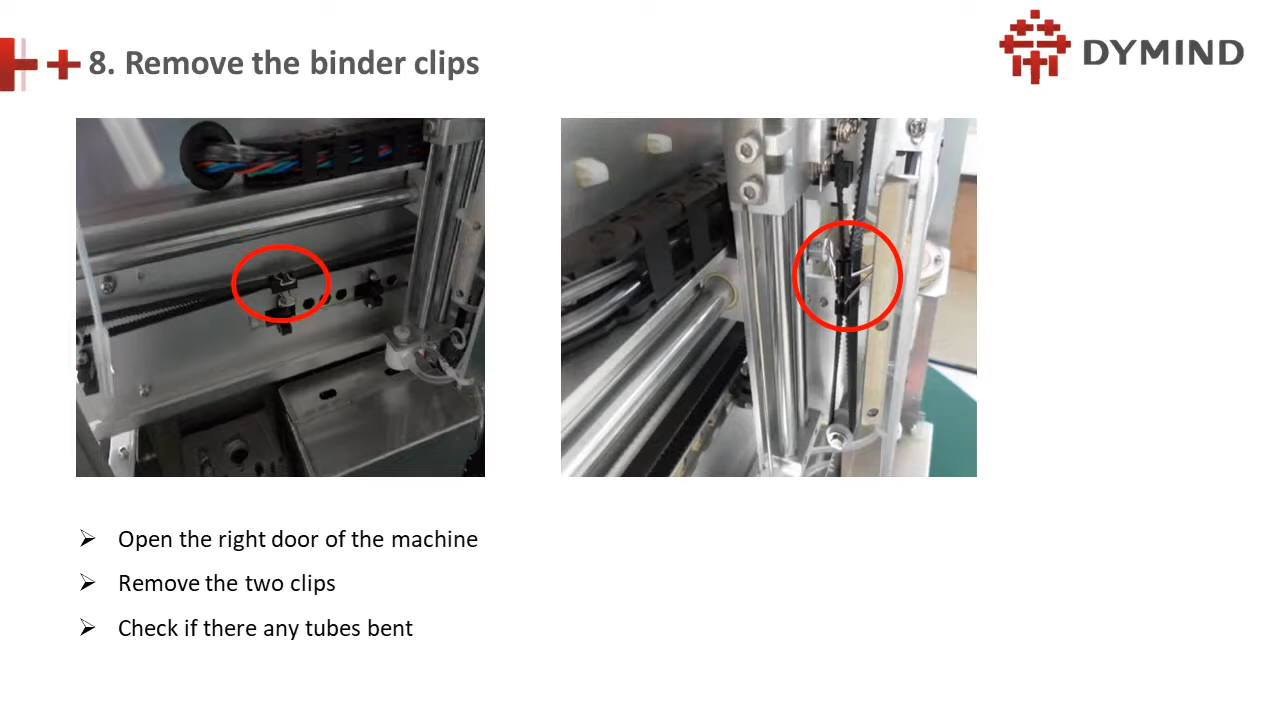 8. Remove the binder clips
DYMIND
Open the right door of the machine
Remove the two clips
Check if there any tubes bent